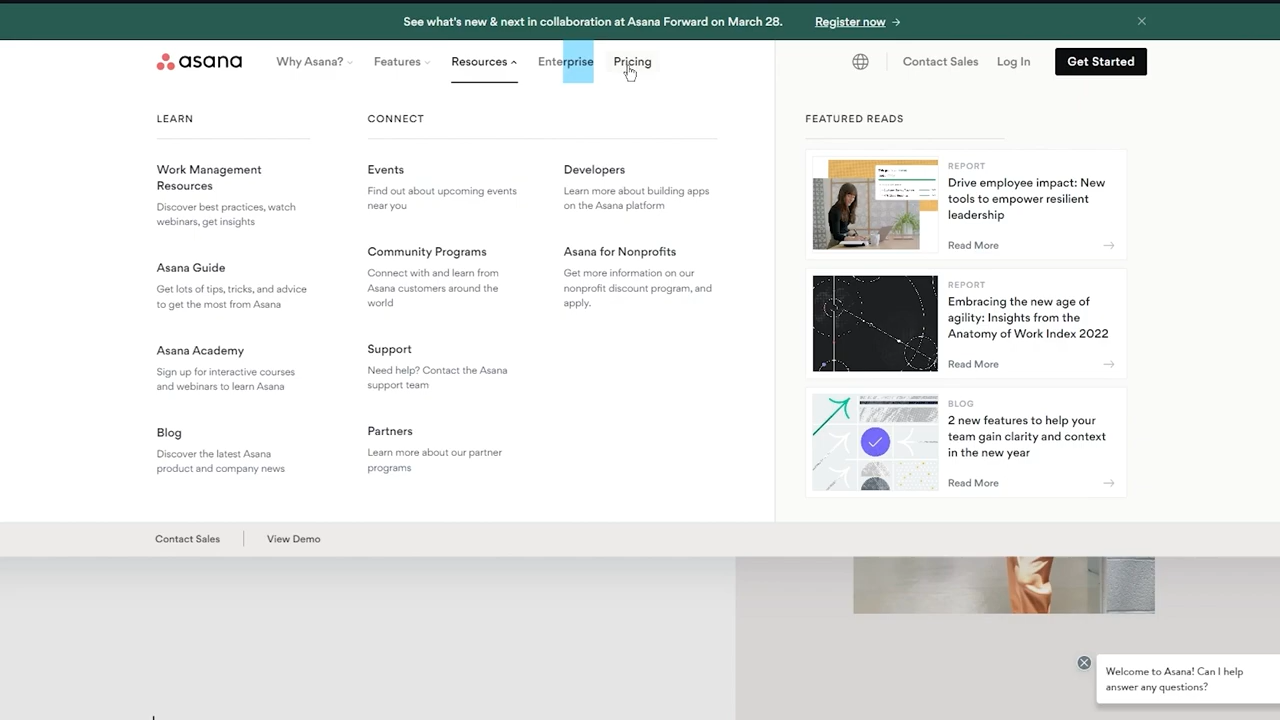 See what's new & next in collaboration at Asana Forward on March 28. Register now →
asana Why Asana? Features Resources Enterprise Pricing Contact Sales Log In Get Started
LEARN
Work Management
Resources
Discover best practices, watch
webinars, get insights
Asana Guide
Get lots of tips, tricks, and advice
to get the most from Asana
Asana Academy
Sign up for interactive courses
and webinars to learn Asana
Blog
Discover the latest Asana
product and company news
CONNECT
Events
Find out about upcoming events
near you
Community Programs
Connect with and learn from
Asana customers around the
world
Support
Need help? Contact the Asana
support team
Partners
Learn more about our partner
programs
Developers
Learn more about building apps
on the Asana platform
Asana for Nonprofits
Get more information on our
nonprofit discount program, and
apply.
FEATURED READS
REPORT
Drive employee impact: New
tools to empower resilient
leadership
Read More →
REPORT
Embracing the new age of
agility: Insights from the
Anatomy of Work Index 2022
Read More →
BLOG
2 new features to help your
team gain clarity and context
in the new year
Read More →
Contact Sales View Demo
Welcome to Asana! Can I help
answer any questions?